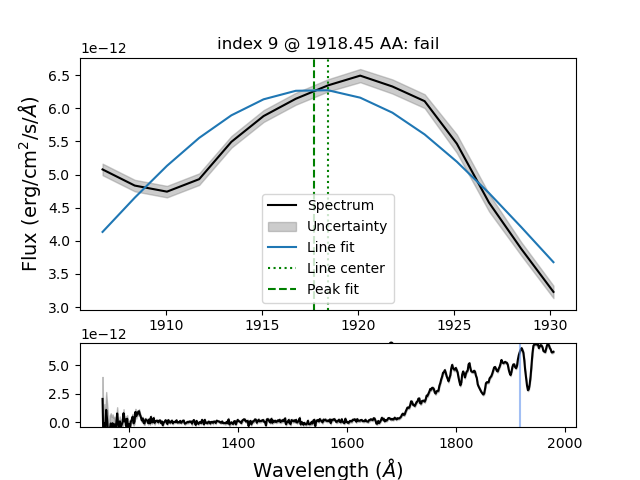 index 9 @ 1918.45 AA: fail
1e−12
6.5
6.0
5.5
5.0
4.5
4.0
3.5
3.0
Flux (erg/cm²/s/Å)
Spectrum
Uncertainty
Line fit
Line center
Peak fit
1910 1915 1920 1925 1930
1e−12
5.0
2.5
0.0
1200 1400 1600 1800 2000
Wavelength (Å)